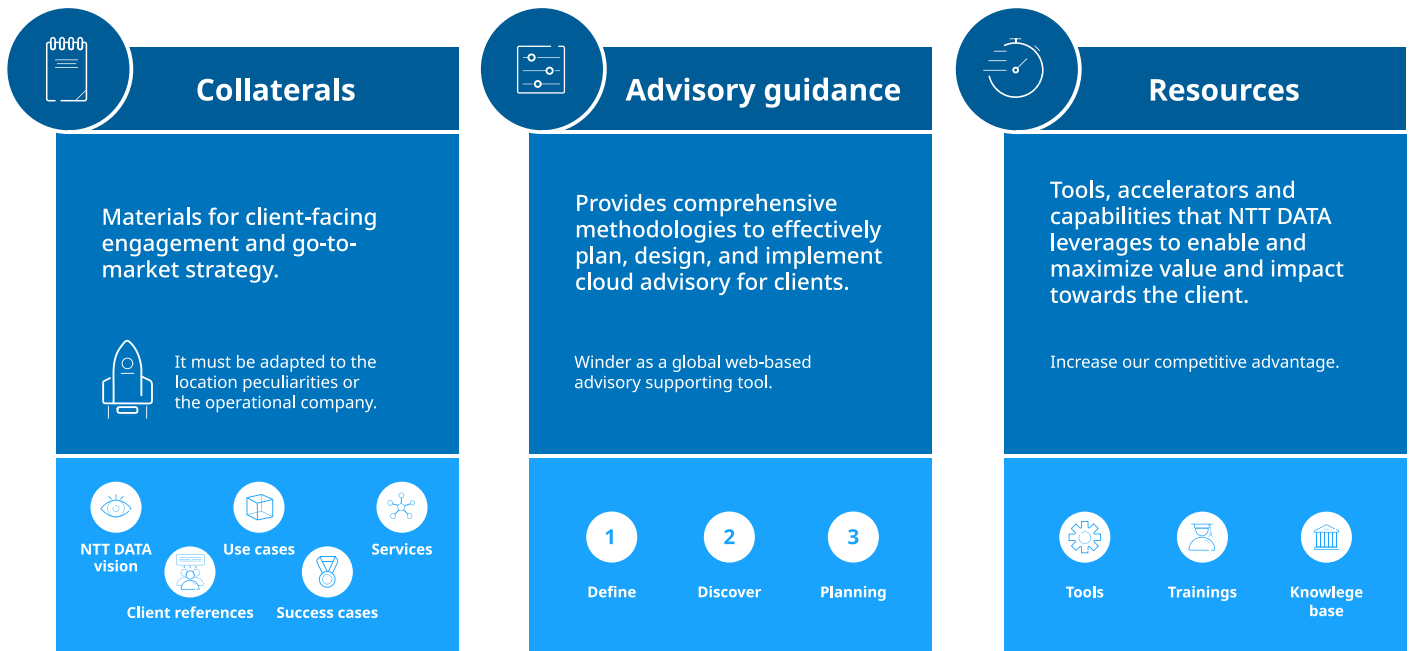 Collaterals
Materials for client-facing
engagement and go-to-
market strategy.
It must be adapted to the
location peculiarities or
the operational company.
NTT DATA
vision
Use cases
Services
Client references
Success cases
Advisory guidance
Provides comprehensive
methodologies to effectively
plan, design, and implement
cloud advisory for clients.
Winder as a global web-based
advisory supporting tool.
1
2
3
Define
Discover
Planning
Resources
Tools, accelerators and
capabilities that NTT DATA
leverages to enable and
maximize value and impact
towards the client.
Increase our competitive advantage.
Tools
Trainings
Knowlege
base